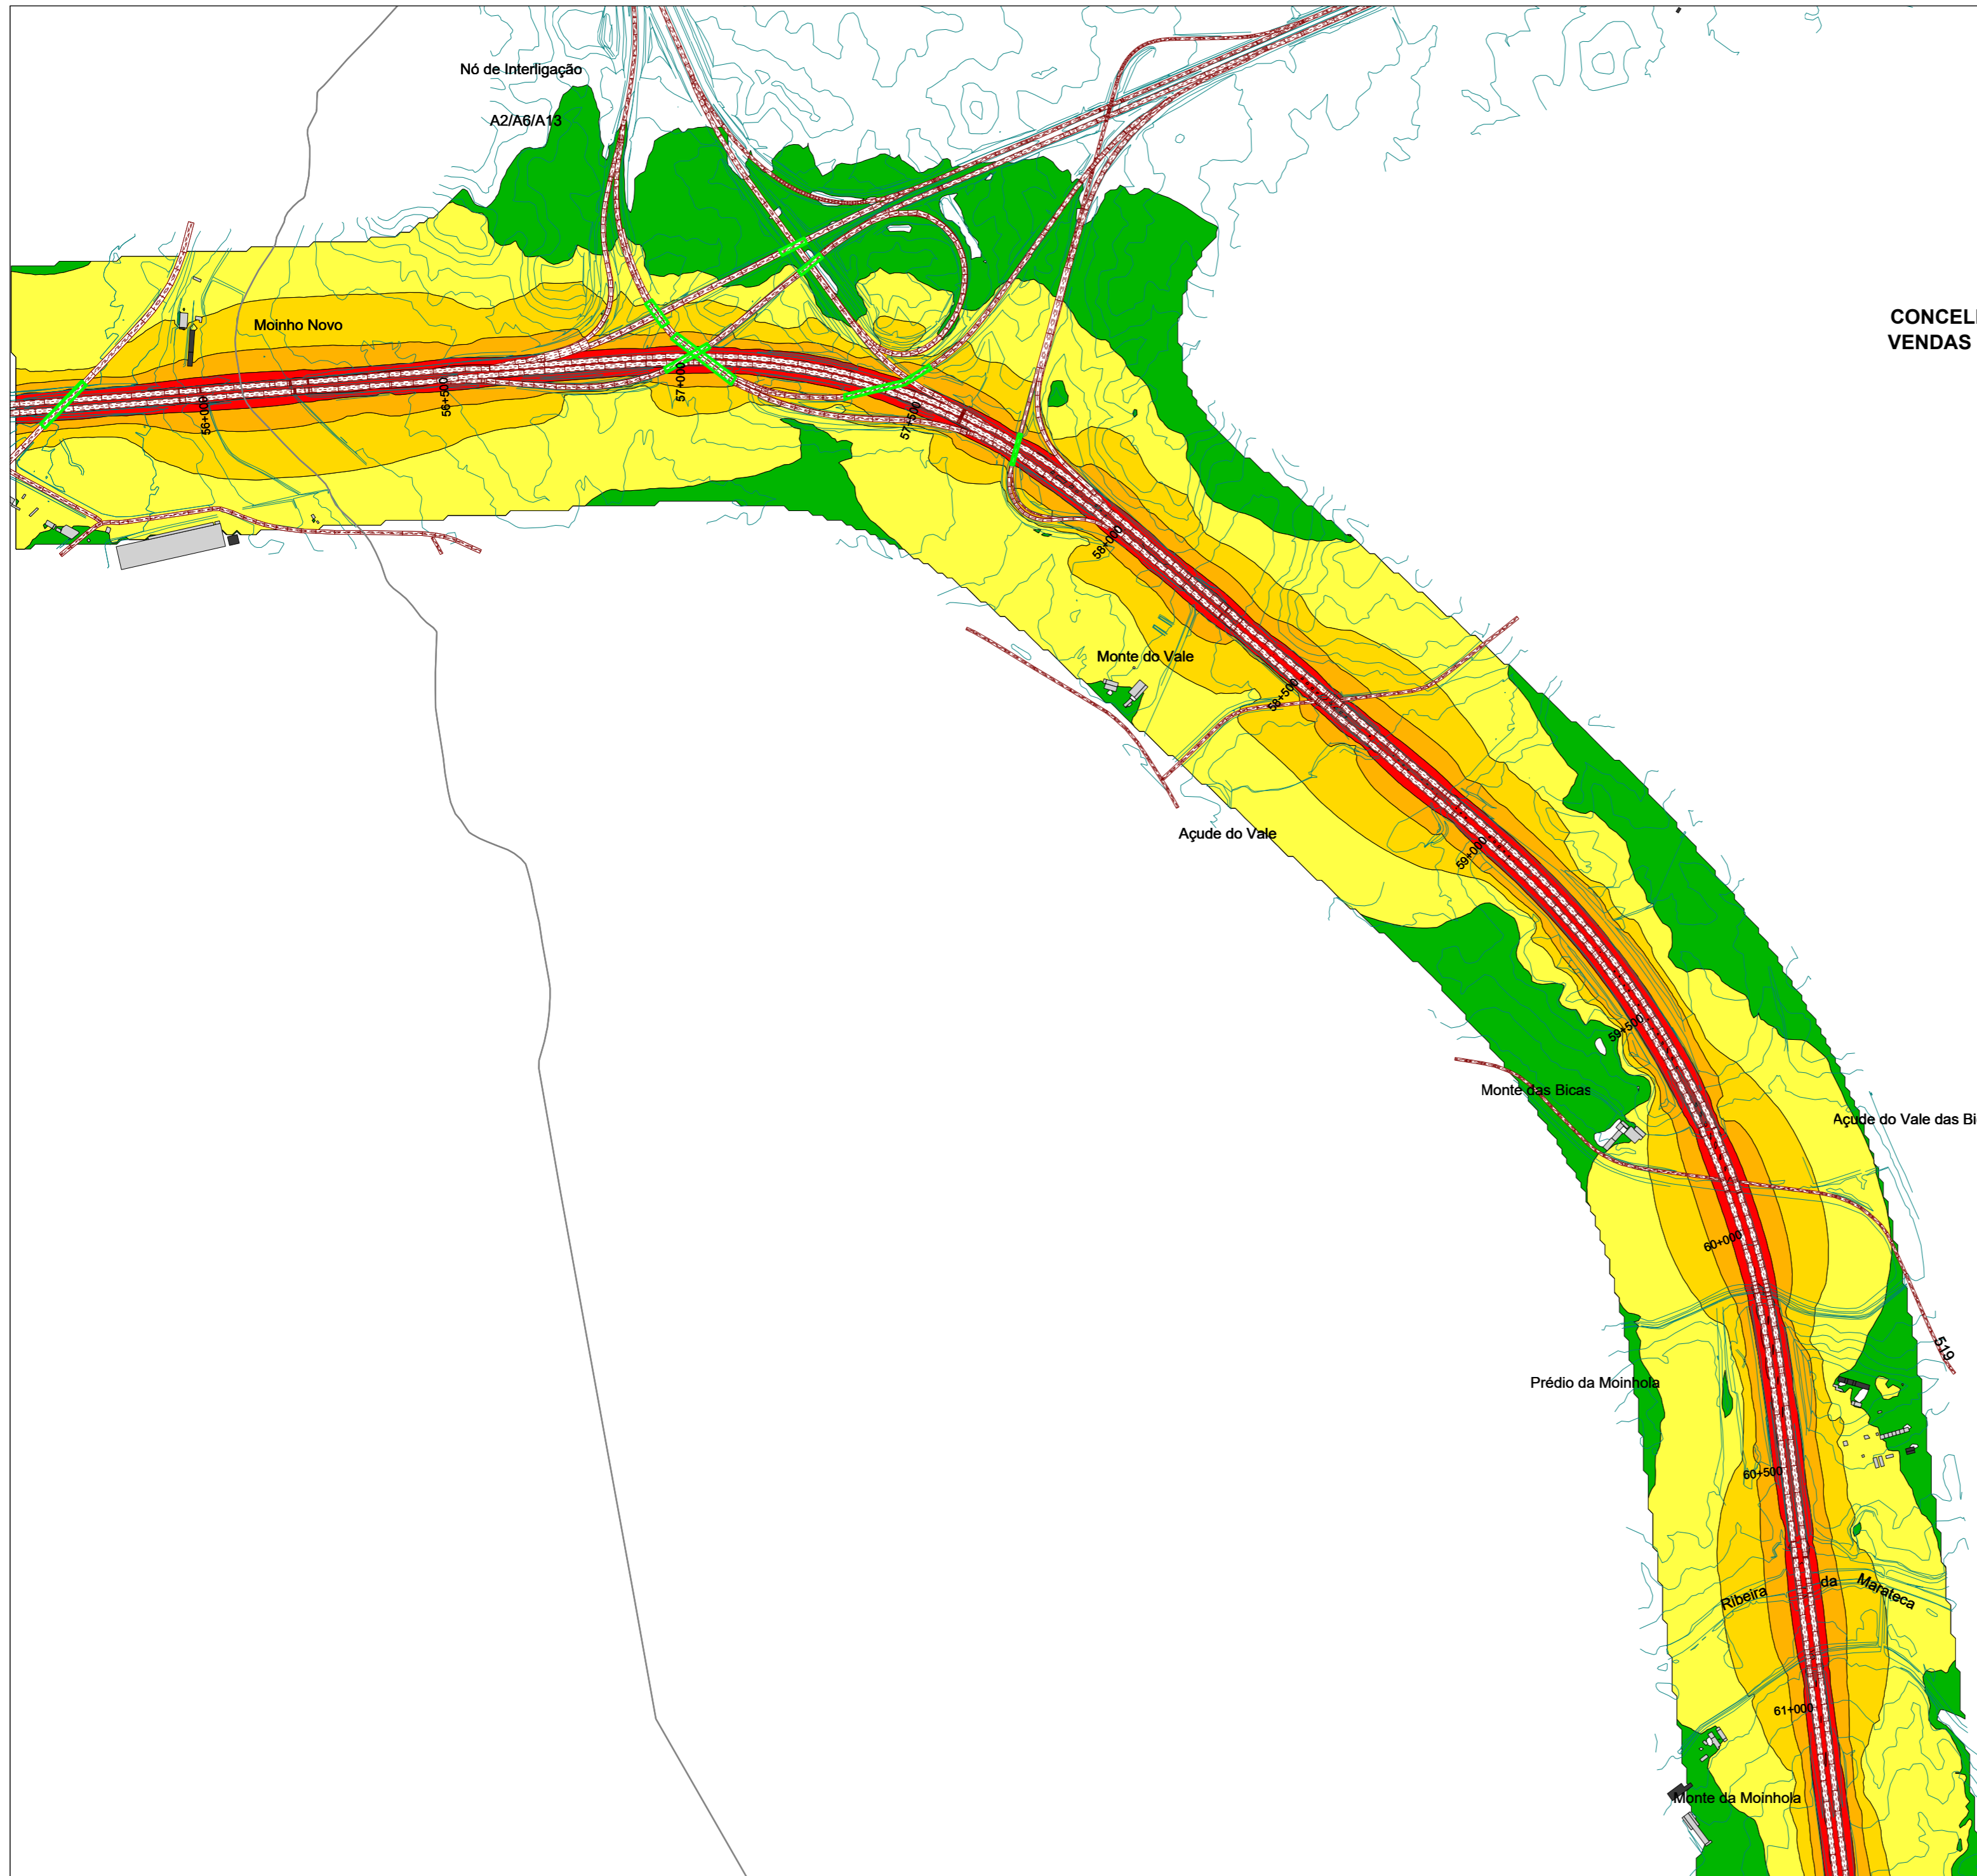 Nó de Interligação
A2/A6/A13
CONCEL
VENDAS
Moinho Novo
56+000
56+500
57+000
57+500
58+000
Monte do Vale
58+500
Açude do Vale
59+000
59+500
Monte das Bicas
Açude do Vale das Bi
60+000
519
Prédio da Moinhola
60+500
Ribeira da Marateca
61+000
Monte da Moinhola